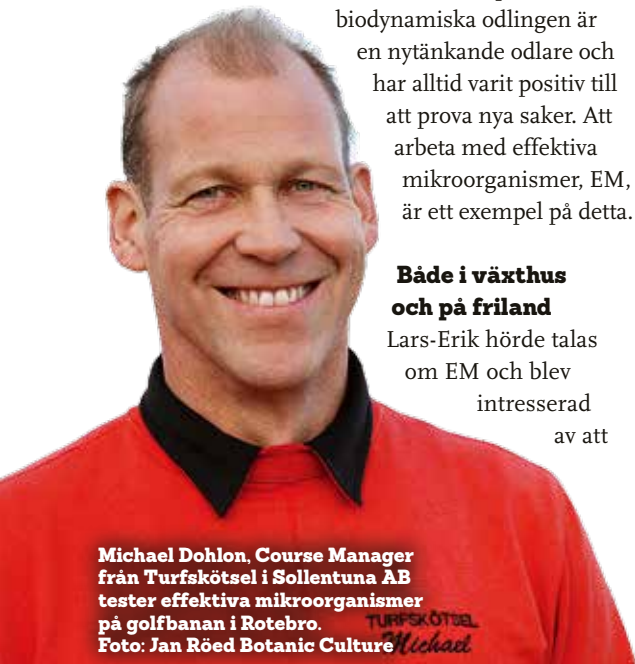 biodynamiska odlingen är
en nytänkande odlare och
har alltid varit positiv till
att prova nya saker. Att
arbeta med effektiva
mikroorganismer, EM,
är ett exempel på detta.
Både i växthus
och på friland
Lars-Erik hörde talas
om EM och blev
intresserad
av att
Michael Dohlon, Course Manager
från Turfskötsel i Sollentuna AB
tester effektiva mikroorganismer
på golfbanan i Rotebro.
Foto: Jan Röed Botanic Culture
TURFSKÖTSEL
Michael